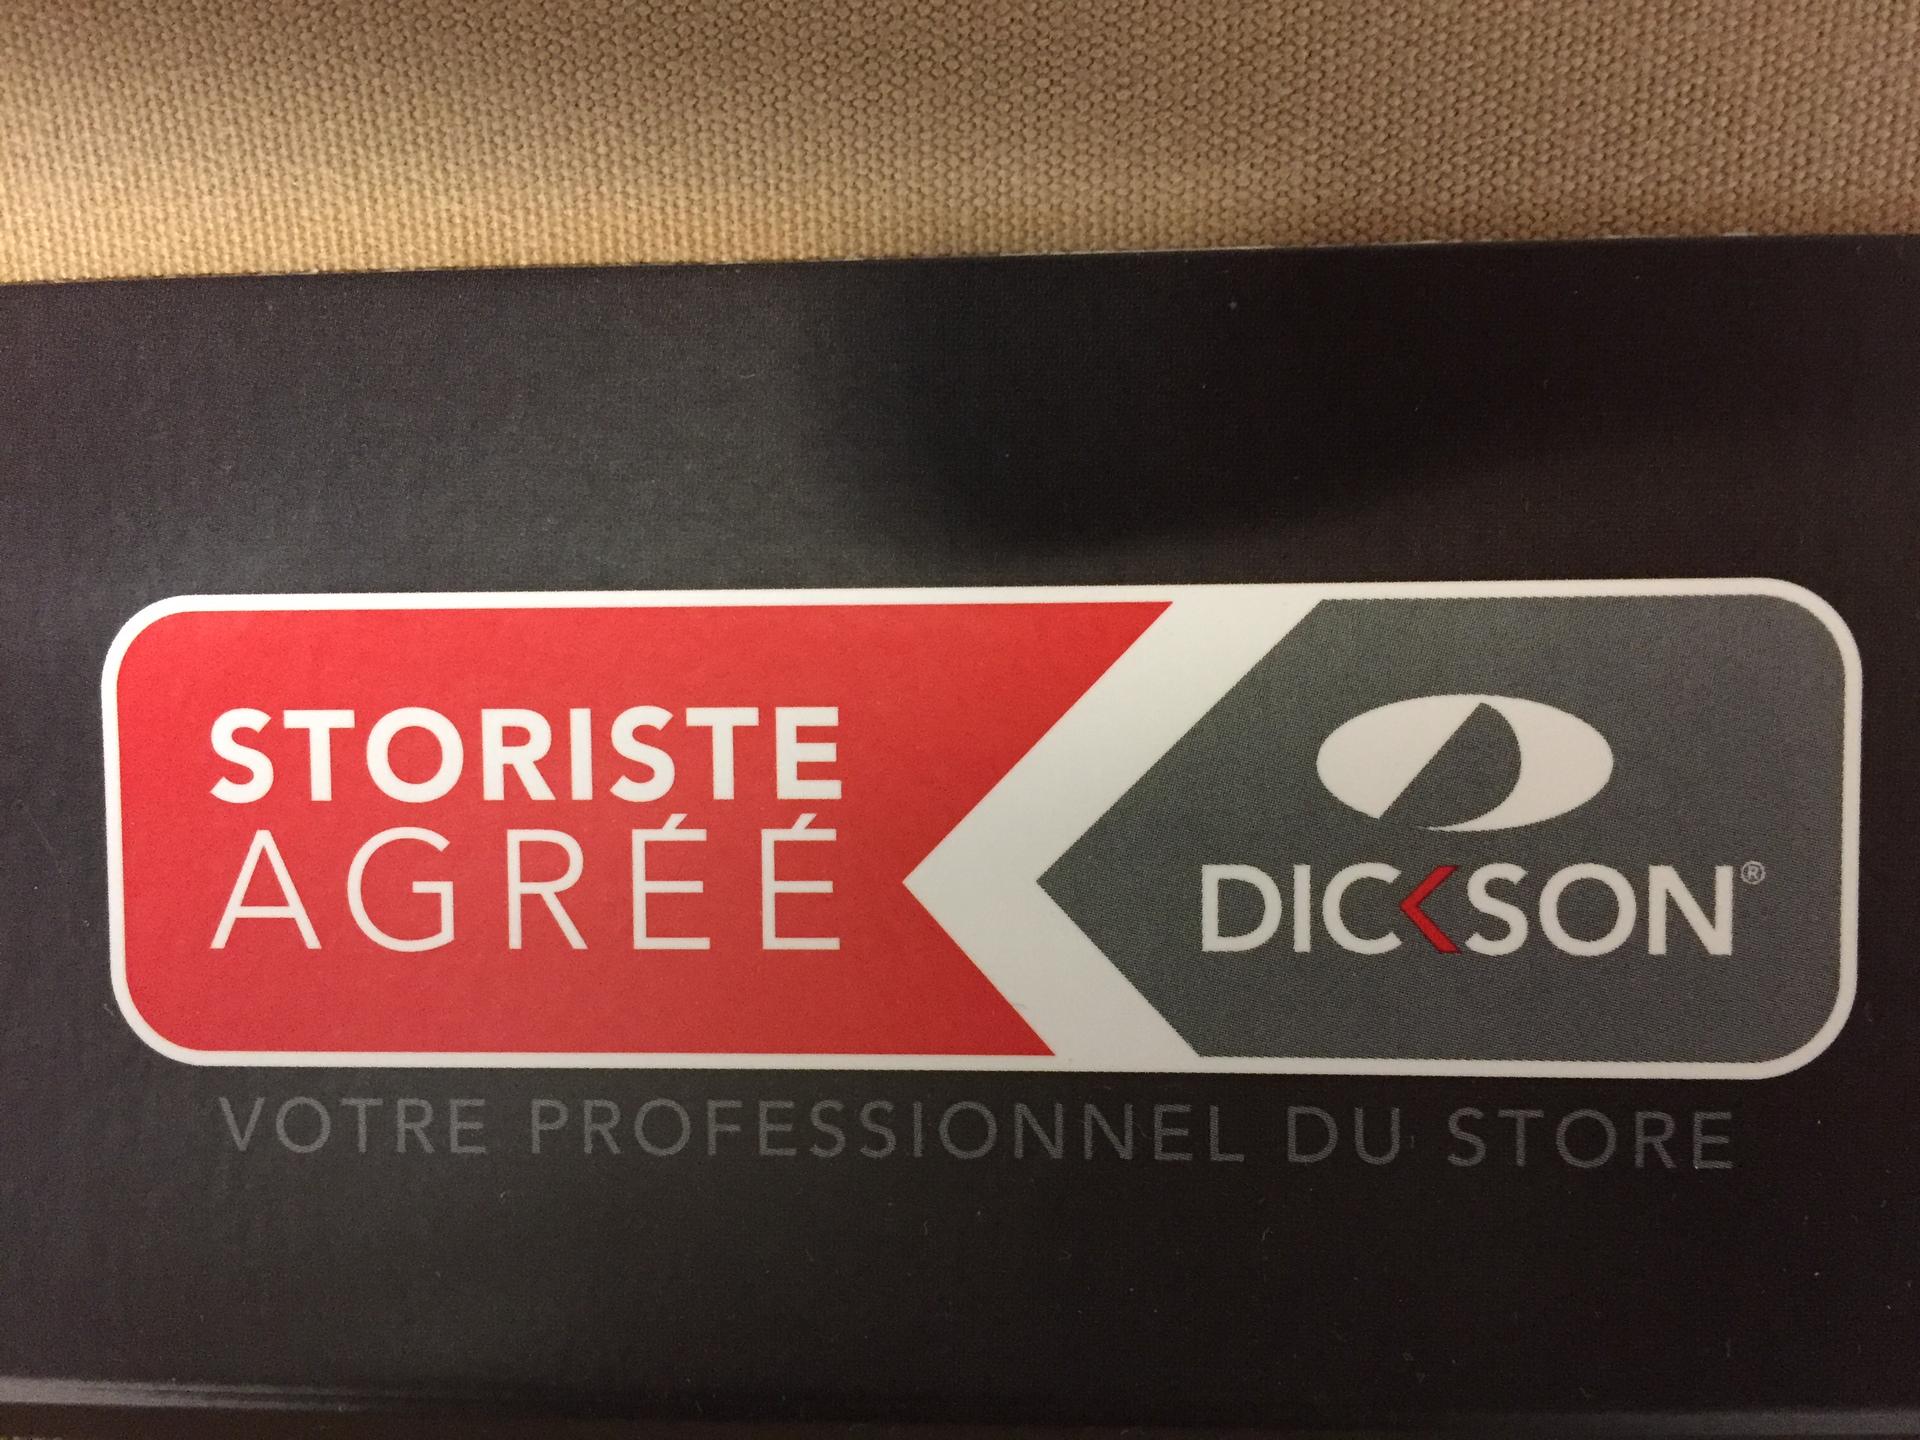 STORISTE
AGRÉÉ
DICKSON®
VOTRE PROFESSIONNEL DU STORE